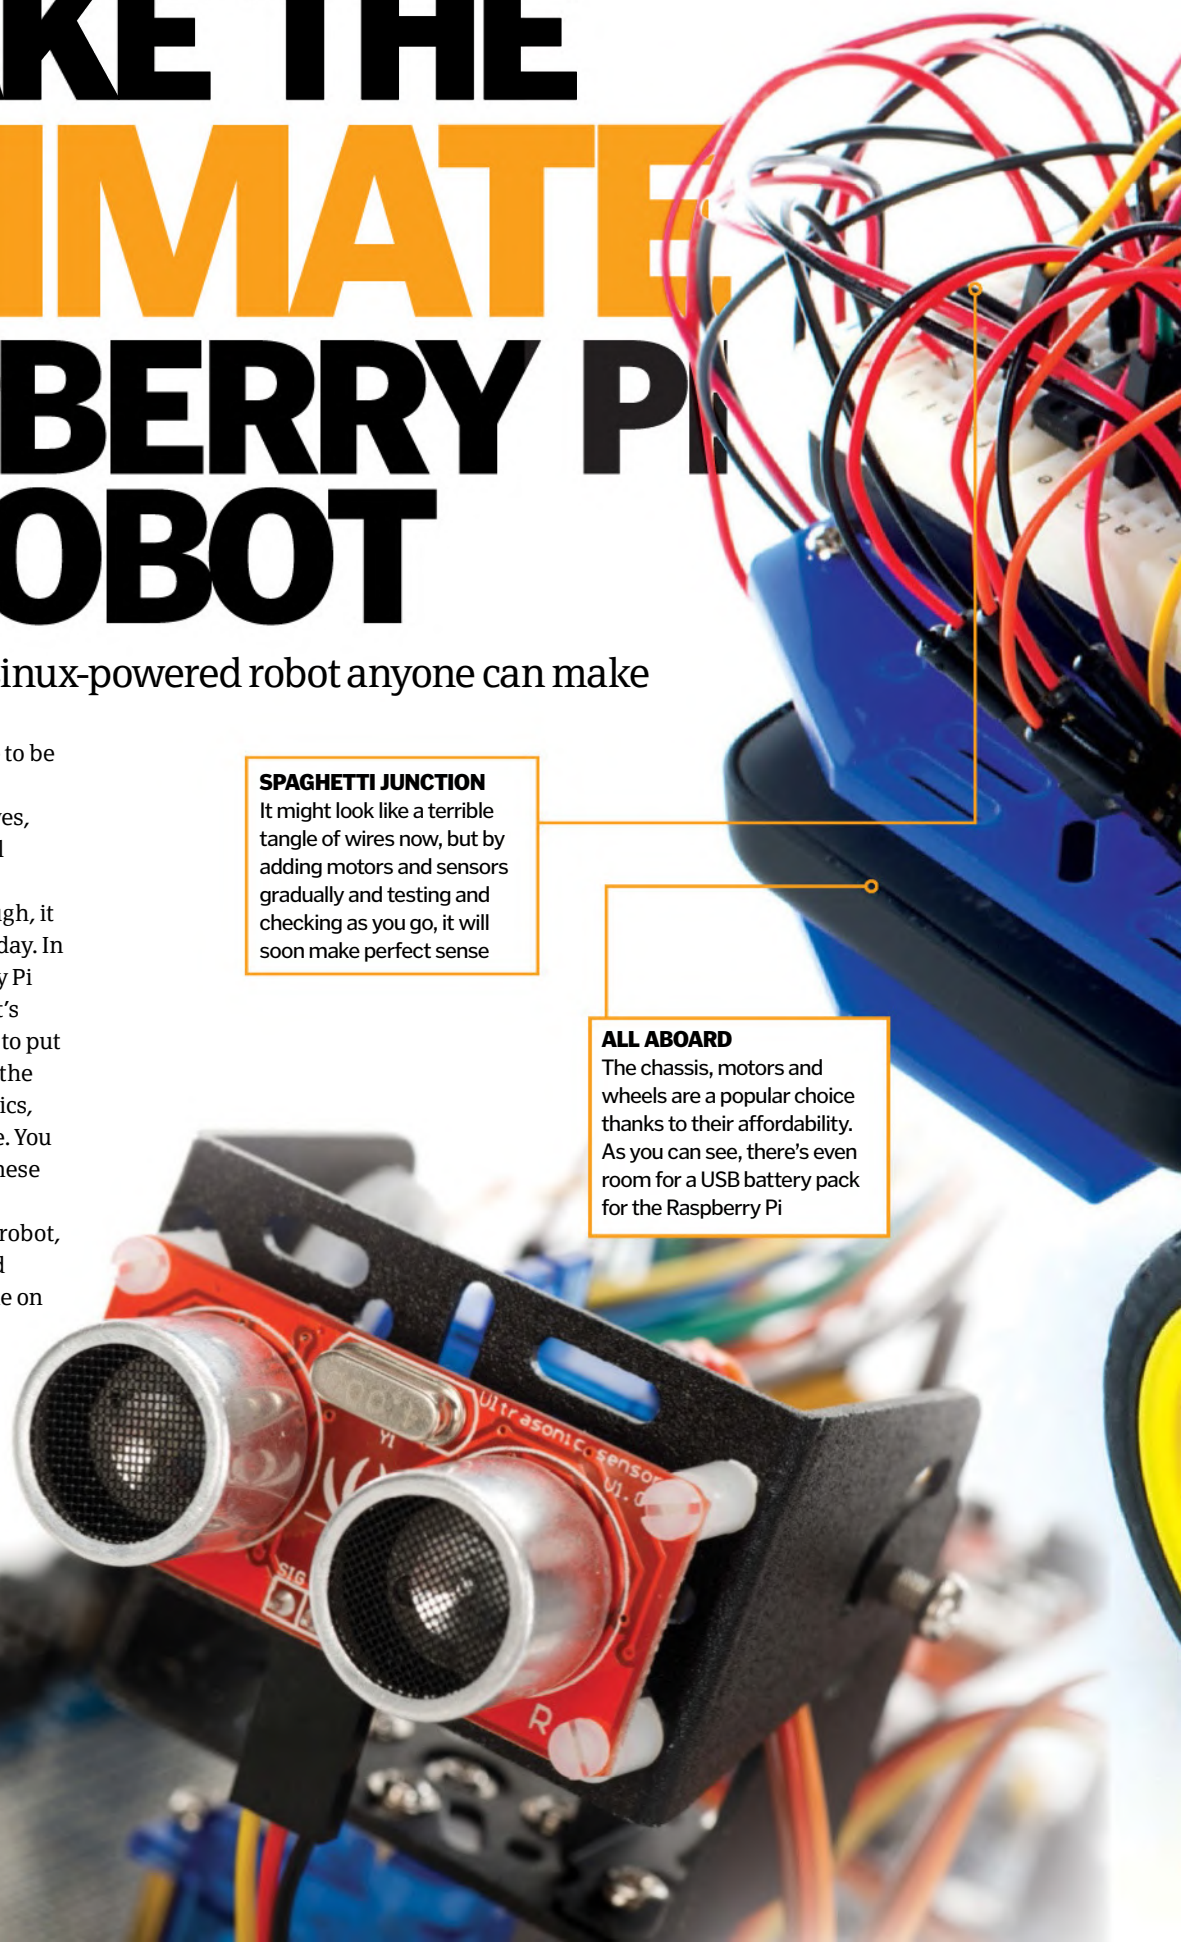 KE THE
IMATE
BERRY PI
OBOT
inux-powered robot anyone can make
to be
es,
gh, it
day. In
y Pi
t's
to put
the
ics,
e. You
hese
robot,
d
e on
SPAGHETTI JUNCTION
It might look like a terrible
tangle of wires now, but by
adding motors and sensors
gradually and testing and
checking as you go, it will
soon make perfect sense
ALL ABOARD
The chassis, motors and
wheels are a popular choice
thanks to their affordability.
As you can see, there's even
room for a USB battery pack
for the Raspberry Pi
Ultrasonic sensor
V1.0
Y1
SIG
R